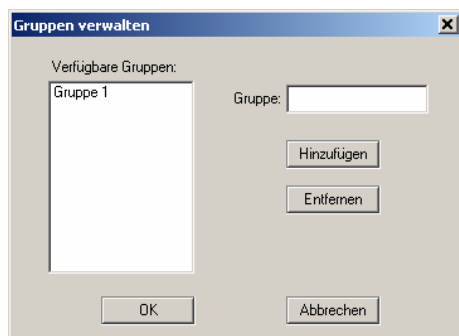 Gruppen verwalten
Verfügbare Gruppen:
Gruppe 1
Gruppe:
Hinzufügen
Entfernen
OK
Abbrechen